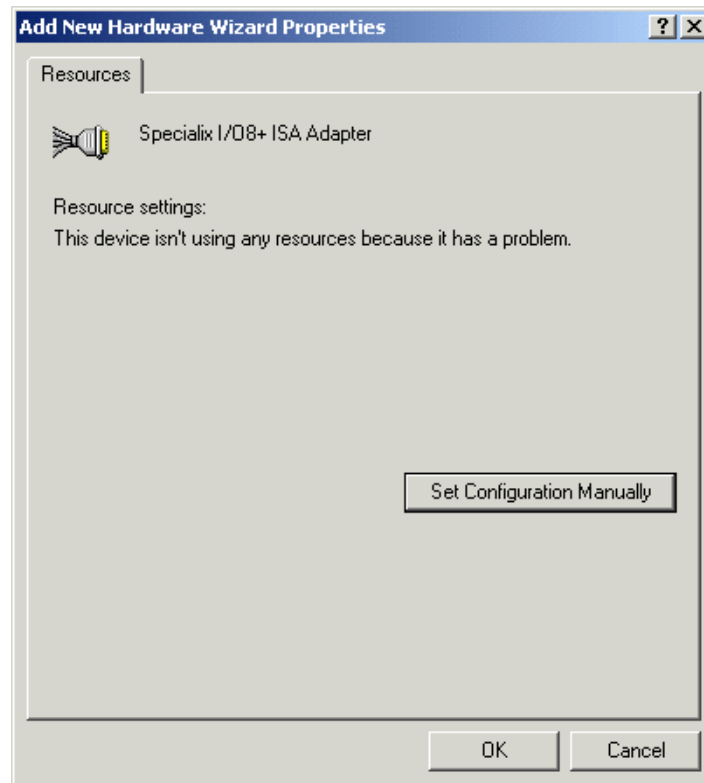 Add New Hardware Wizard Properties
Resources
Specialix I/O8+ ISA Adapter
Resource settings:
This device isn't using any resources because it has a problem.
Set Configuration Manually
OK
Cancel